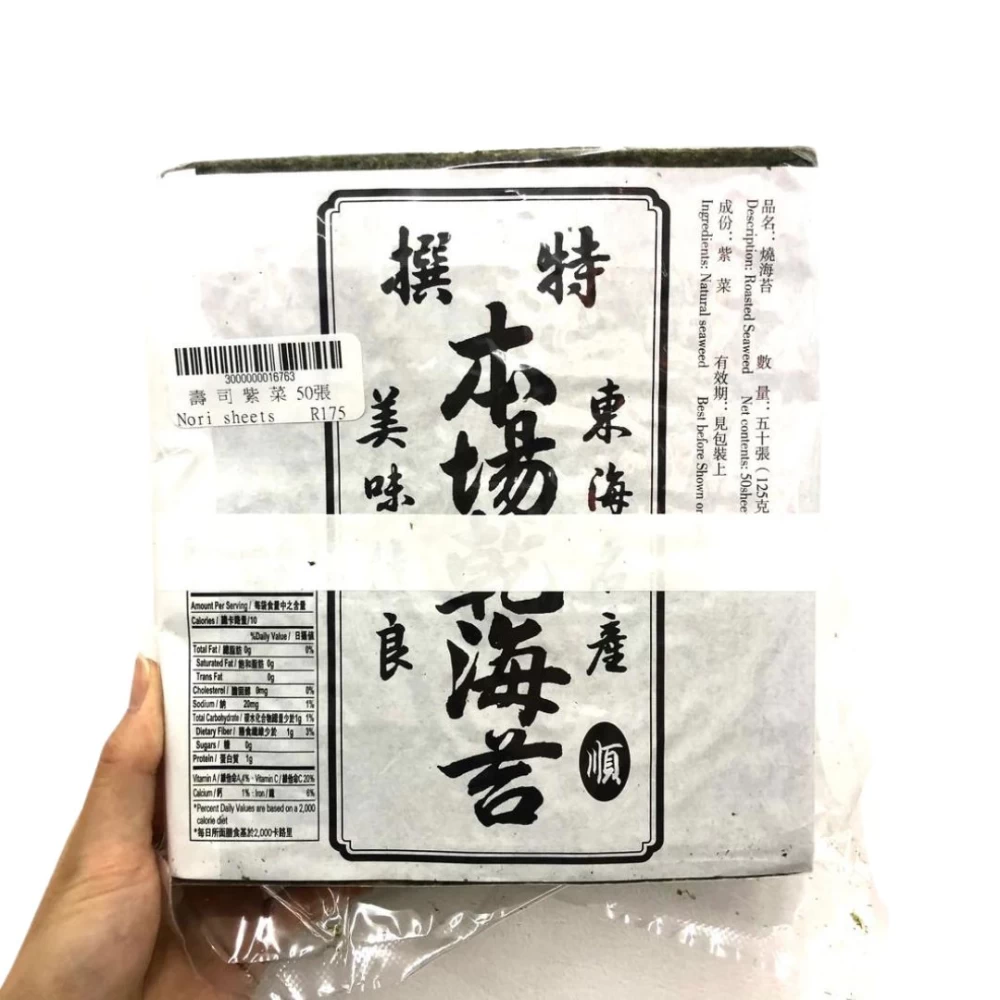 特撰
本場乾海苔
東海
產
美味
良
順
品名：燒海苔 數量：五十張（125克
Description: Roasted Seaweed Net contents: 50shee
成份：紫菜 有效期：見包裝上
Ingredients: Natural seaweed Best before Shown or
3000000016763
壽司紫菜 50張
Nori sheets R175
Amount Per Serving / 每袋食量中之含量
Calories / 譩卡路量/10
%Daily Value / 日攝值
Total Fat / 總脂肪 0g 0%
Saturated Fat / 飽和脂肪 0g
Trans Fat 0g
Cholesterol / 膽固醇 0mg 0%
Sodium / 鈉 20mg 1%
Total Carbohydrate / 碳水化合物總量少於1g 1%
Dietary Fiber / 膳食纖維少於 1g 3%
Sugars / 糖 0g
Protein / 蛋白質 1g
Vitamin A / 維他命A 4% · Vitamin C / 維他命C 20%
Calcium / 鈣 1% · Iron / 鐵 6%
*Percent Daily Values are based on a 2,000
calorie diet
*每日所需膳食基於2,000卡路里